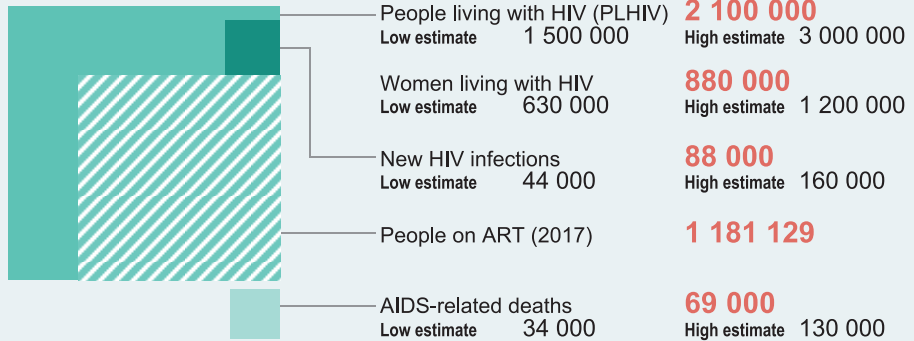 People living with HIV (PLHIV) 2 100 000
Low estimate 1 500 000 High estimate 3 000 000
Women living with HIV 880 000
Low estimate 630 000 High estimate 1 200 000
New HIV infections 88 000
Low estimate 44 000 High estimate 160 000
People on ART (2017) 1 181 129
AIDS-related deaths 69 000
Low estimate 34 000 High estimate 130 000